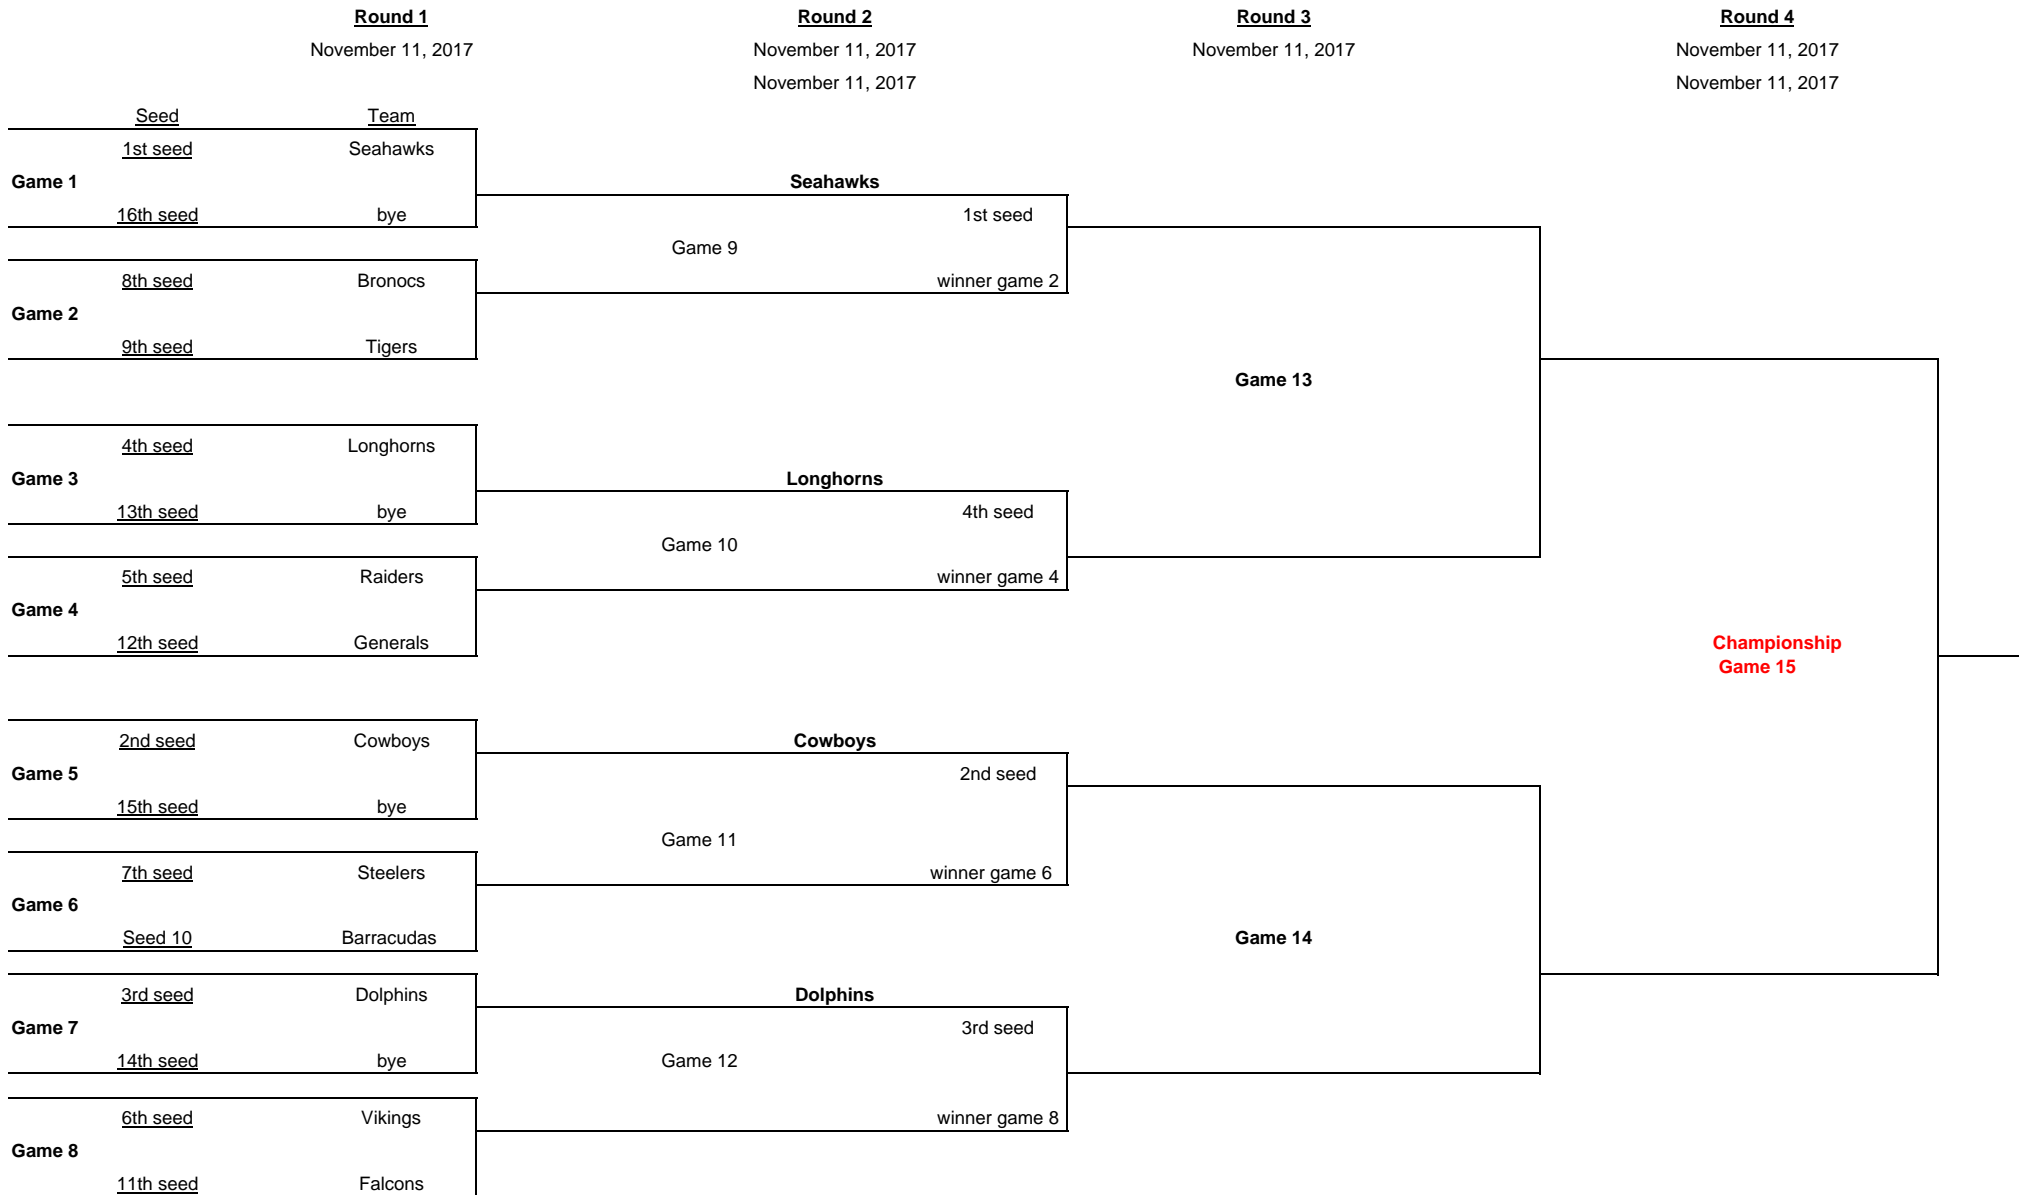 Round 1 Round 2 Round 3 Round 4
November 11, 2017 November 11, 2017 November 11, 2017 November 11, 2017
November 11, 2017 November 11, 2017
Seed Team
1st seed Seahawks
Game 1 Seahawks
16th seed bye 1st seed
Game 9
8th seed Bronocs winner game 2
Game 2
9th seed Tigers
Game 13
4th seed Longhorns
Game 3 Longhorns
13th seed bye 4th seed
Game 10
5th seed Raiders winner game 4
Game 4
12th seed Generals Championship
Game 15
2nd seed Cowboys Cowboys
Game 5 2nd seed
15th seed bye
Game 11
7th seed Steelers winner game 6
Game 6
Seed 10 Barracudas Game 14
3rd seed Dolphins Dolphins
Game 7 3rd seed
14th seed bye Game 12
6th seed Vikings winner game 8
Game 8
11th seed Falcons